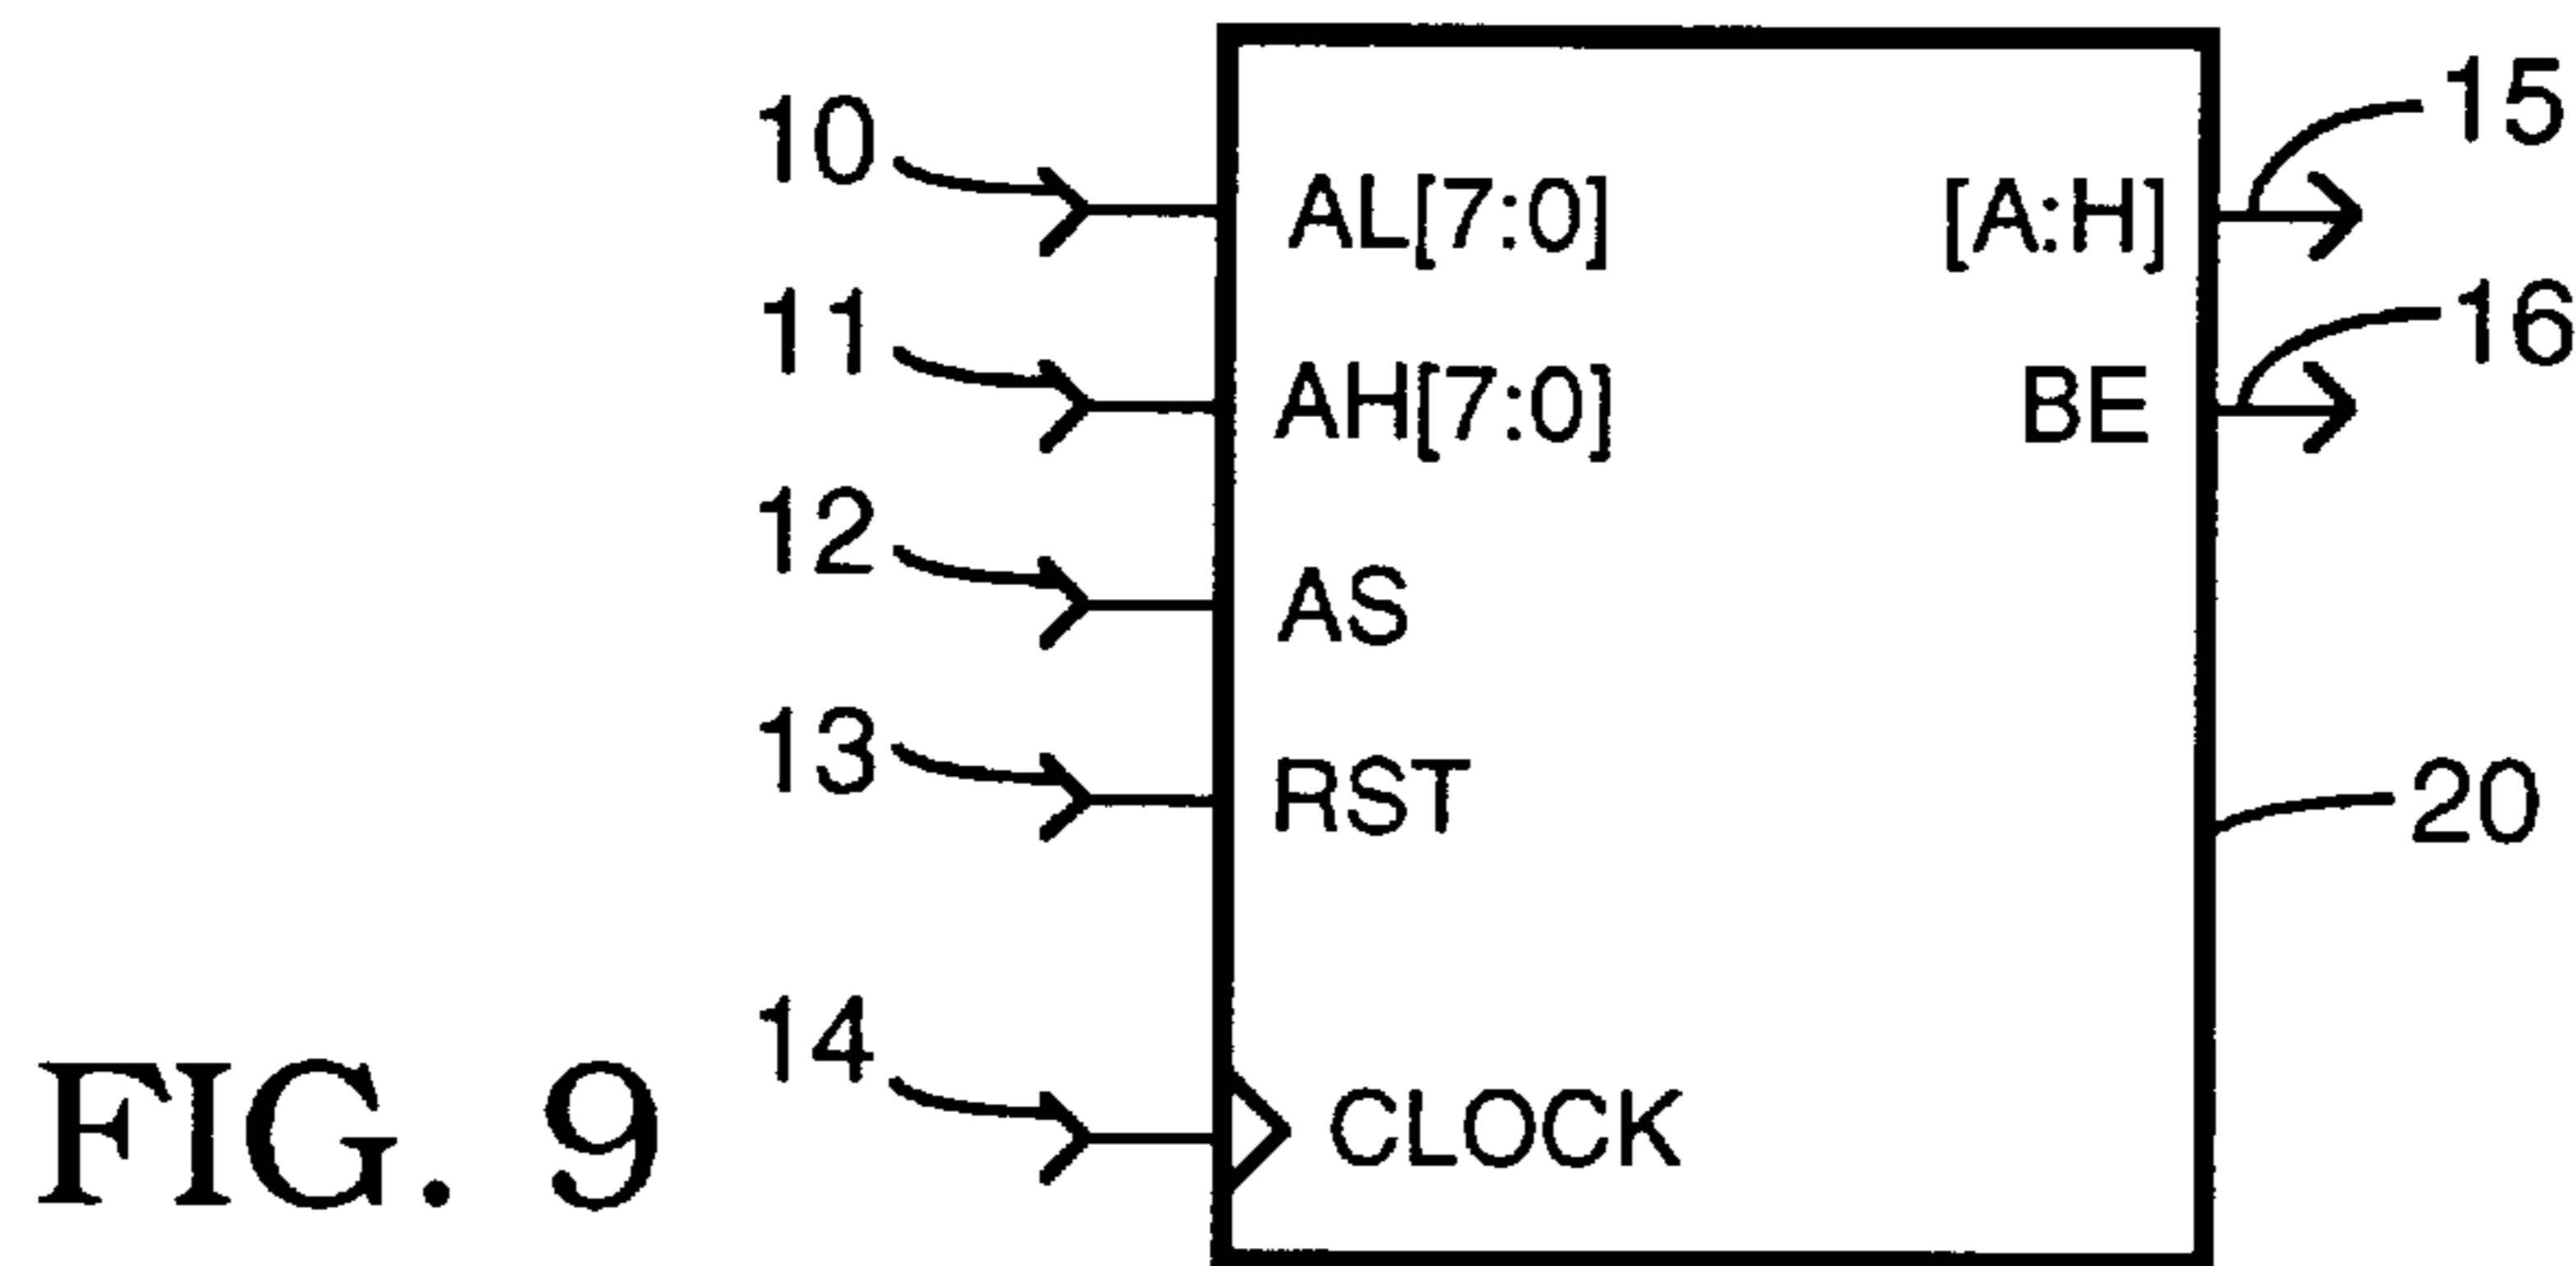 10 AL[7:0] [A:H] 15
11 AH[7:0] BE 16
12 AS
13 RST 20
14 CLOCK
FIG. 9